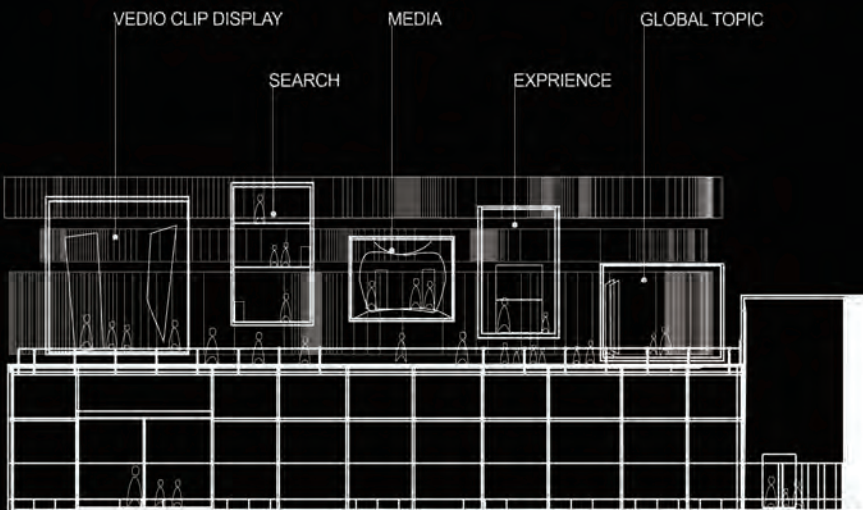 VEDIO CLIP DISPLAY
MEDIA
GLOBAL TOPIC
SEARCH
EXPRIENCE